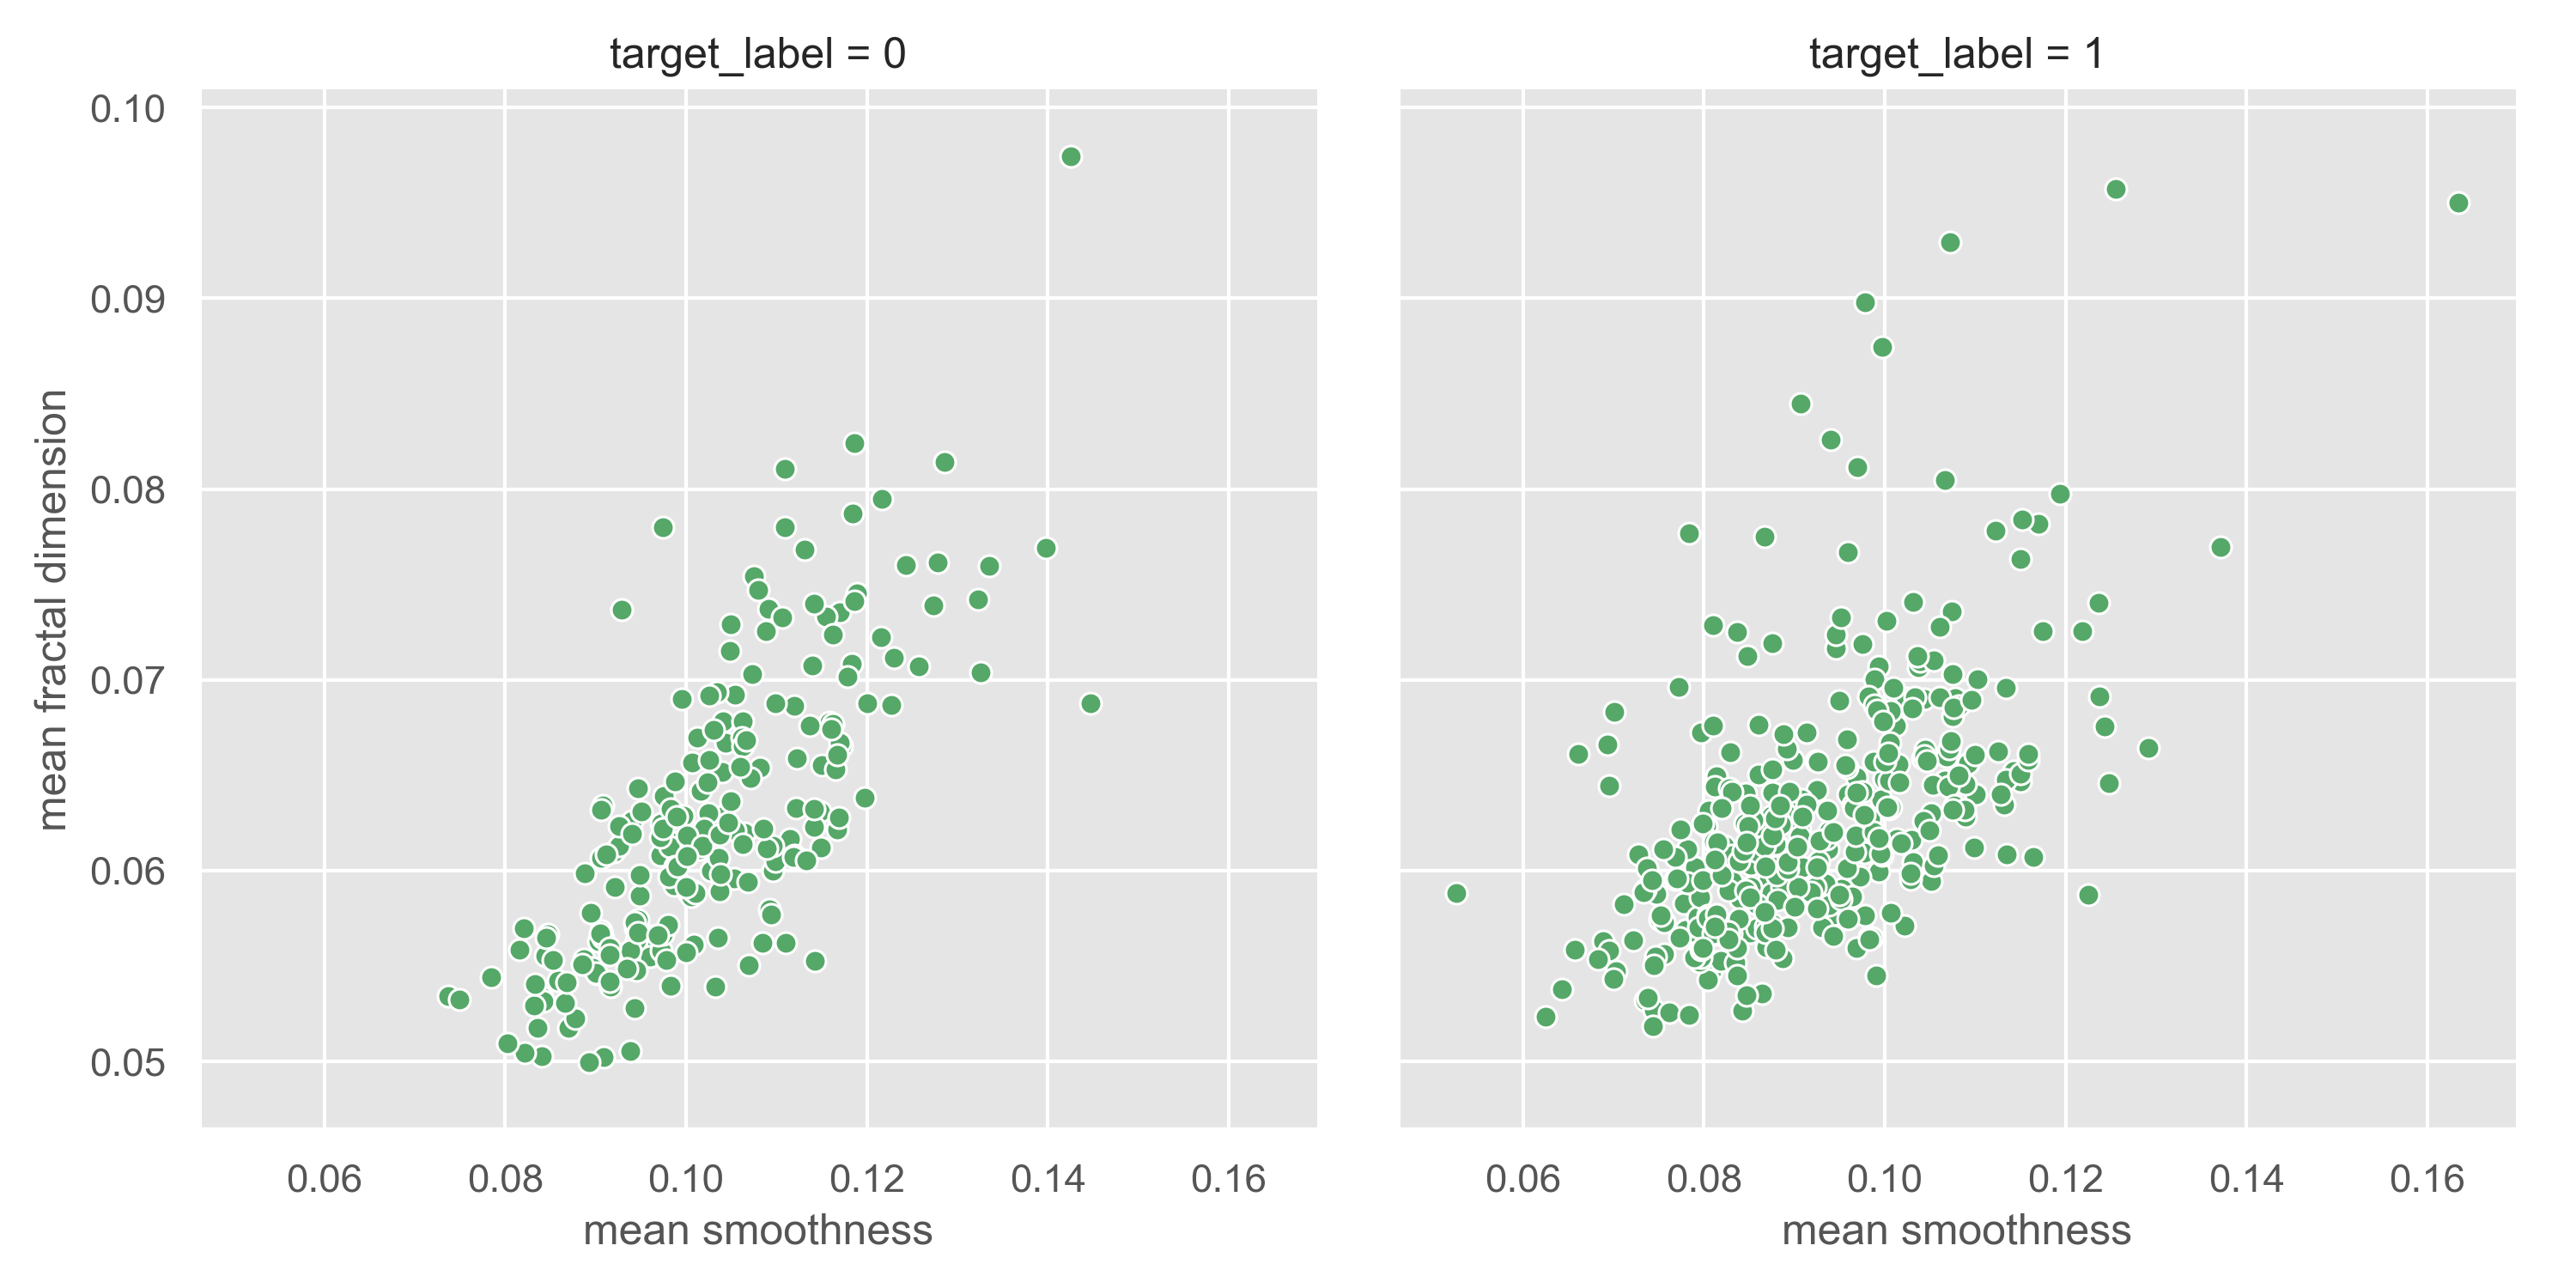 target_label = 0
target_label = 1
mean fractal dimension
0.10
0.09
0.08
0.07
0.06
0.05
0.06 0.08 0.10 0.12 0.14 0.16
0.06 0.08 0.10 0.12 0.14 0.16
mean smoothness
mean smoothness